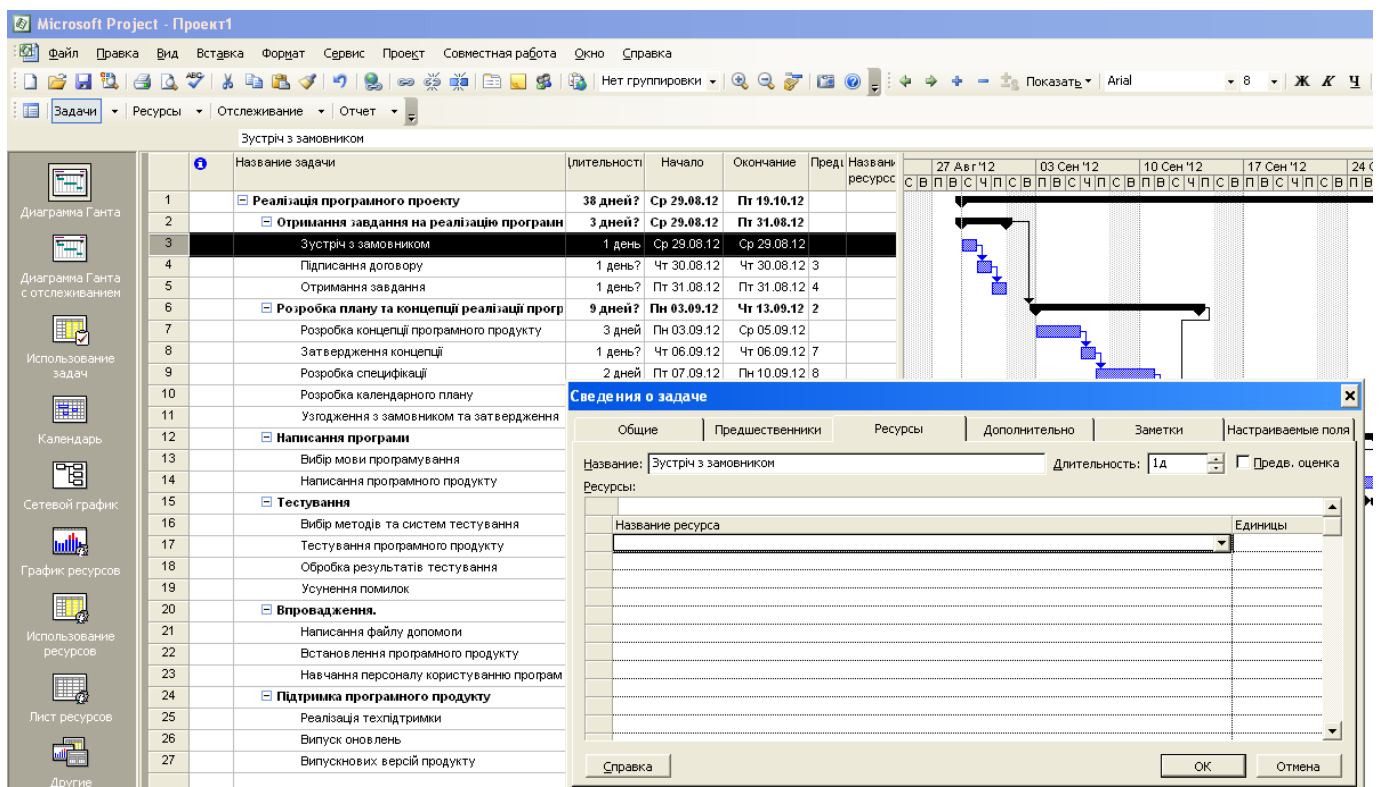 Microsoft Project - Проект1
Файл Правка Вид Вставка Формат Сервис Проект Совместная работа Окно Справка
Нет группировки Показать Arial 8 Ж К Ч
Задачи Ресурсы Отслеживание Отчет
Зустріч з замовником
Название задачи Длительность Начало Окончание Предц Названи ресурсс 27 Авг '12 03 Сен '12 10 Сен '12 17 Сен '12 24
С В П В С Ч П С В П В С Ч П С В П В С Ч П С В П В С Ч П С В П В
1 Реалізація програмного проекту 38 дней? Ср 29.08.12 Пт 19.10.12
2 Отримання завдання на реалізацію програмн 3 дней? Ср 29.08.12 Пт 31.08.12
3 Зустріч з замовником 1 день Ср 29.08.12 Ср 29.08.12
4 Підписання договору 1 день? Чт 30.08.12 Чт 30.08.12 3
5 Отримання завдання 1 день? Пт 31.08.12 Пт 31.08.12 4
6 Розробка плану та концепції реалізації прогр 9 дней? Пн 03.09.12 Чт 13.09.12 2
7 Розробка концепції програмного продукту 3 дней Пн 03.09.12 Ср 05.09.12
8 Затвердження концепції 1 день? Чт 06.09.12 Чт 06.09.12 7
9 Розробка специфікації 2 дней Пт 07.09.12 Пн 10.09.12 8
10 Розробка календарного плану
11 Узгодження з замовником та затвердження
12 Написання програми
13 Вибір мови програмування
14 Написання програмного продукту
15 Тестування
16 Вибір методів та систем тестування
17 Тестування програмного продукту
18 Обробка результатів тестування
19 Усунення помилок
20 Впровадження.
21 Написання файлу допомоги
22 Встановлення програмного продукту
23 Навчання персоналу користуванню програм
24 Підтримка програмного продукту
25 Реалізація техпідтримки
26 Випуск оновлень
27 Випускнових версій продукту
Диаграмма Ганта
Диаграмма Ганта
с отслеживанием
Использование
задач
Календарь
Сетевой график
График ресурсов
Использование
ресурсов
Лист ресурсов
Другие
Сведения о задаче
Общие Предшественники Ресурсы Дополнительно Заметки Настраиваемые поля
Название: Зустріч з замовником Длительность: 1д Предв. оценка
Ресурсы:
Название ресурса Единицы
Справка ОК Отмена